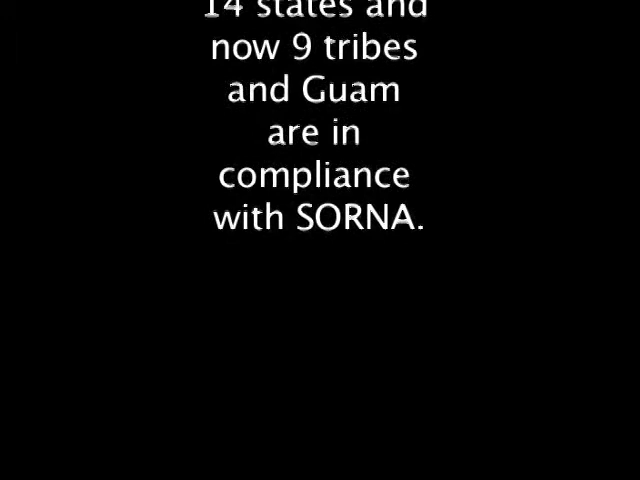 14 states and
now 9 tribes
and Guam
are in
compliance
with SORNA.